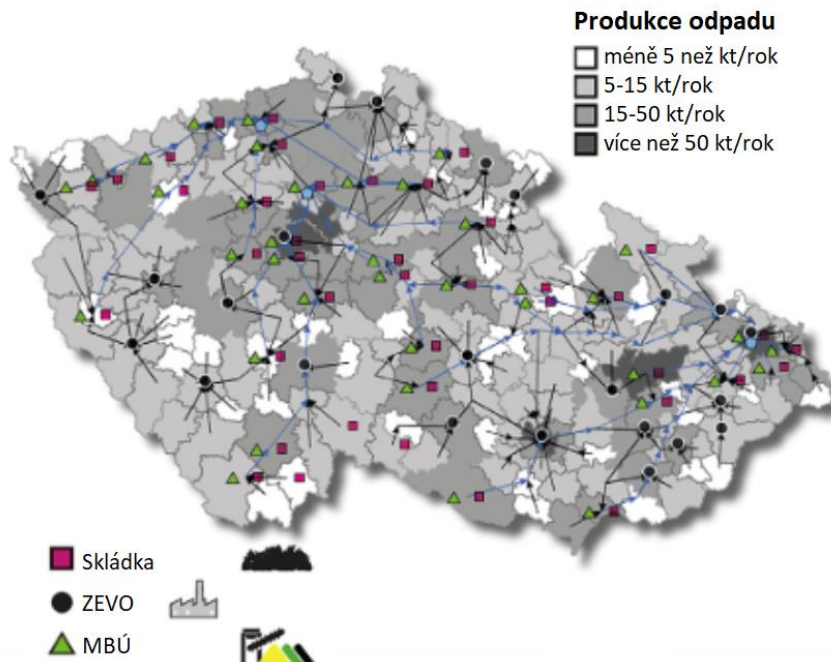 Produkce odpadu
méně 5 než kt/rok
5-15 kt/rok
15-50 kt/rok
více než 50 kt/rok
Skládka
ZEVO
MBÚ